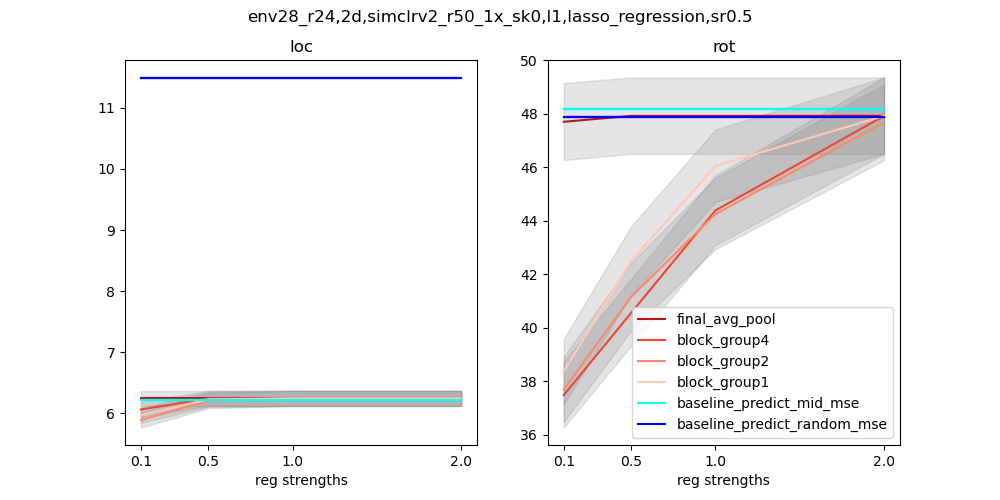 env28_r24,2d,simclrv2_r50_1x_sk0,l1,lasso_regression,sr0.5
loc
11
10
9
8
7
6
0.1 0.5 1.0 2.0
reg strengths
rot
50
48
46
44
42
40
38
36
final_avg_pool
block_group4
block_group2
block_group1
baseline_predict_mid_mse
baseline_predict_random_mse
0.1 0.5 1.0 2.0
reg strengths